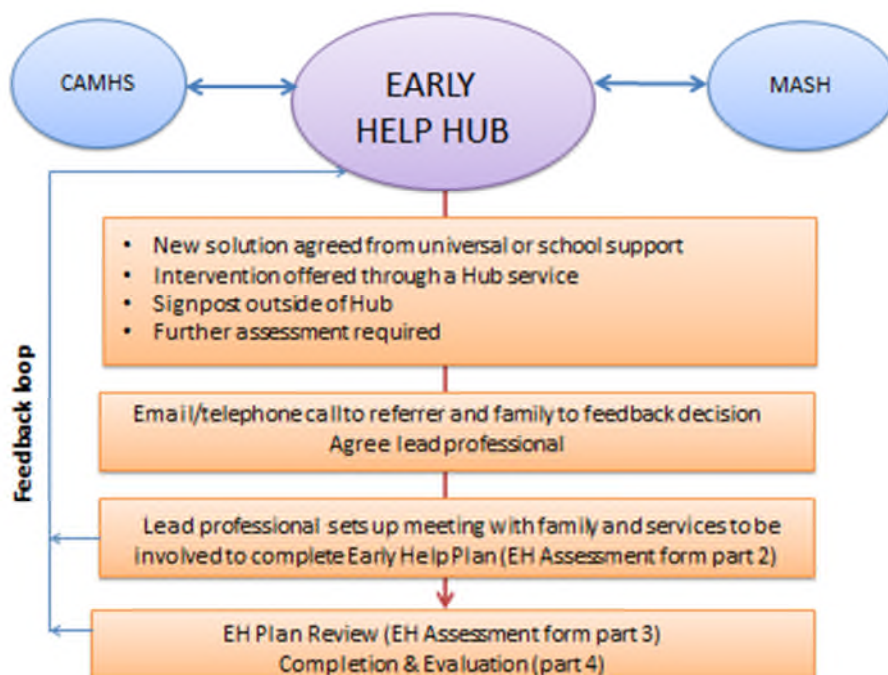 CAMHS
EARLY
HELP HUB
MASH
• New solution agreed from universal or school support
• Intervention offered through a Hub service
• Signpost outside of Hub
• Further assessment required
Email/telephone call to referrer and family to feedback decision
Agree lead professional
Feedback loop
Lead professional sets up meeting with family and services to be
involved to complete Early Help Plan (EH Assessment form part 2)
EH Plan Review (EH Assessment form part 3)
Completion & Evaluation (part 4)